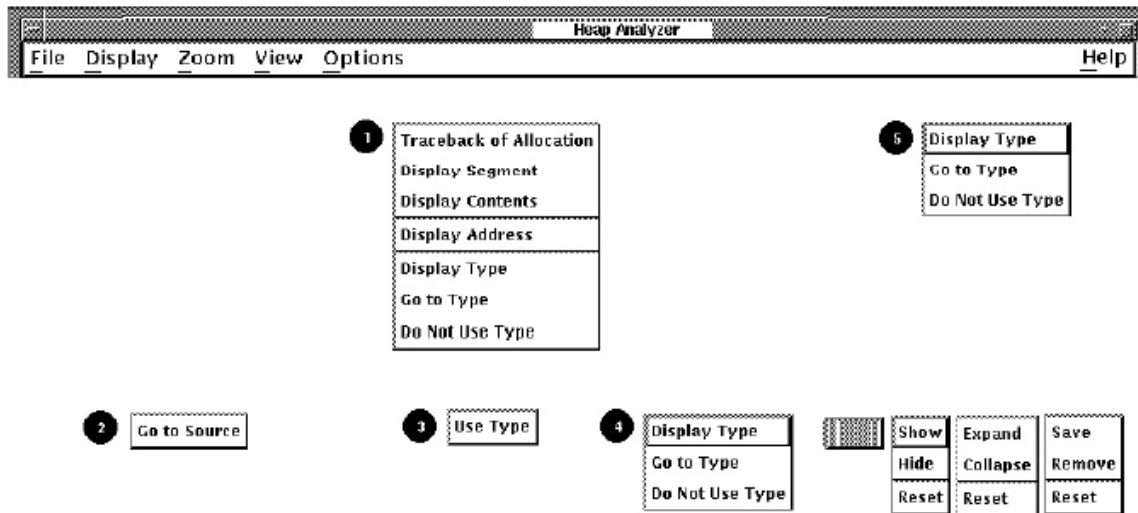 Heap Analyzer
File Display Zoom View Options Help
1
Traceback of Allocation
Display Segment
Display Contents
Display Address
Display Type
Go to Type
Do Not Use Type
5
Display Type
Go to Type
Do Not Use Type
2
Go to Source
3
Use Type
4
Display Type
Go to Type
Do Not Use Type
Show
Hide
Reset
Expand
Collapse
Reset
Save
Remove
Reset